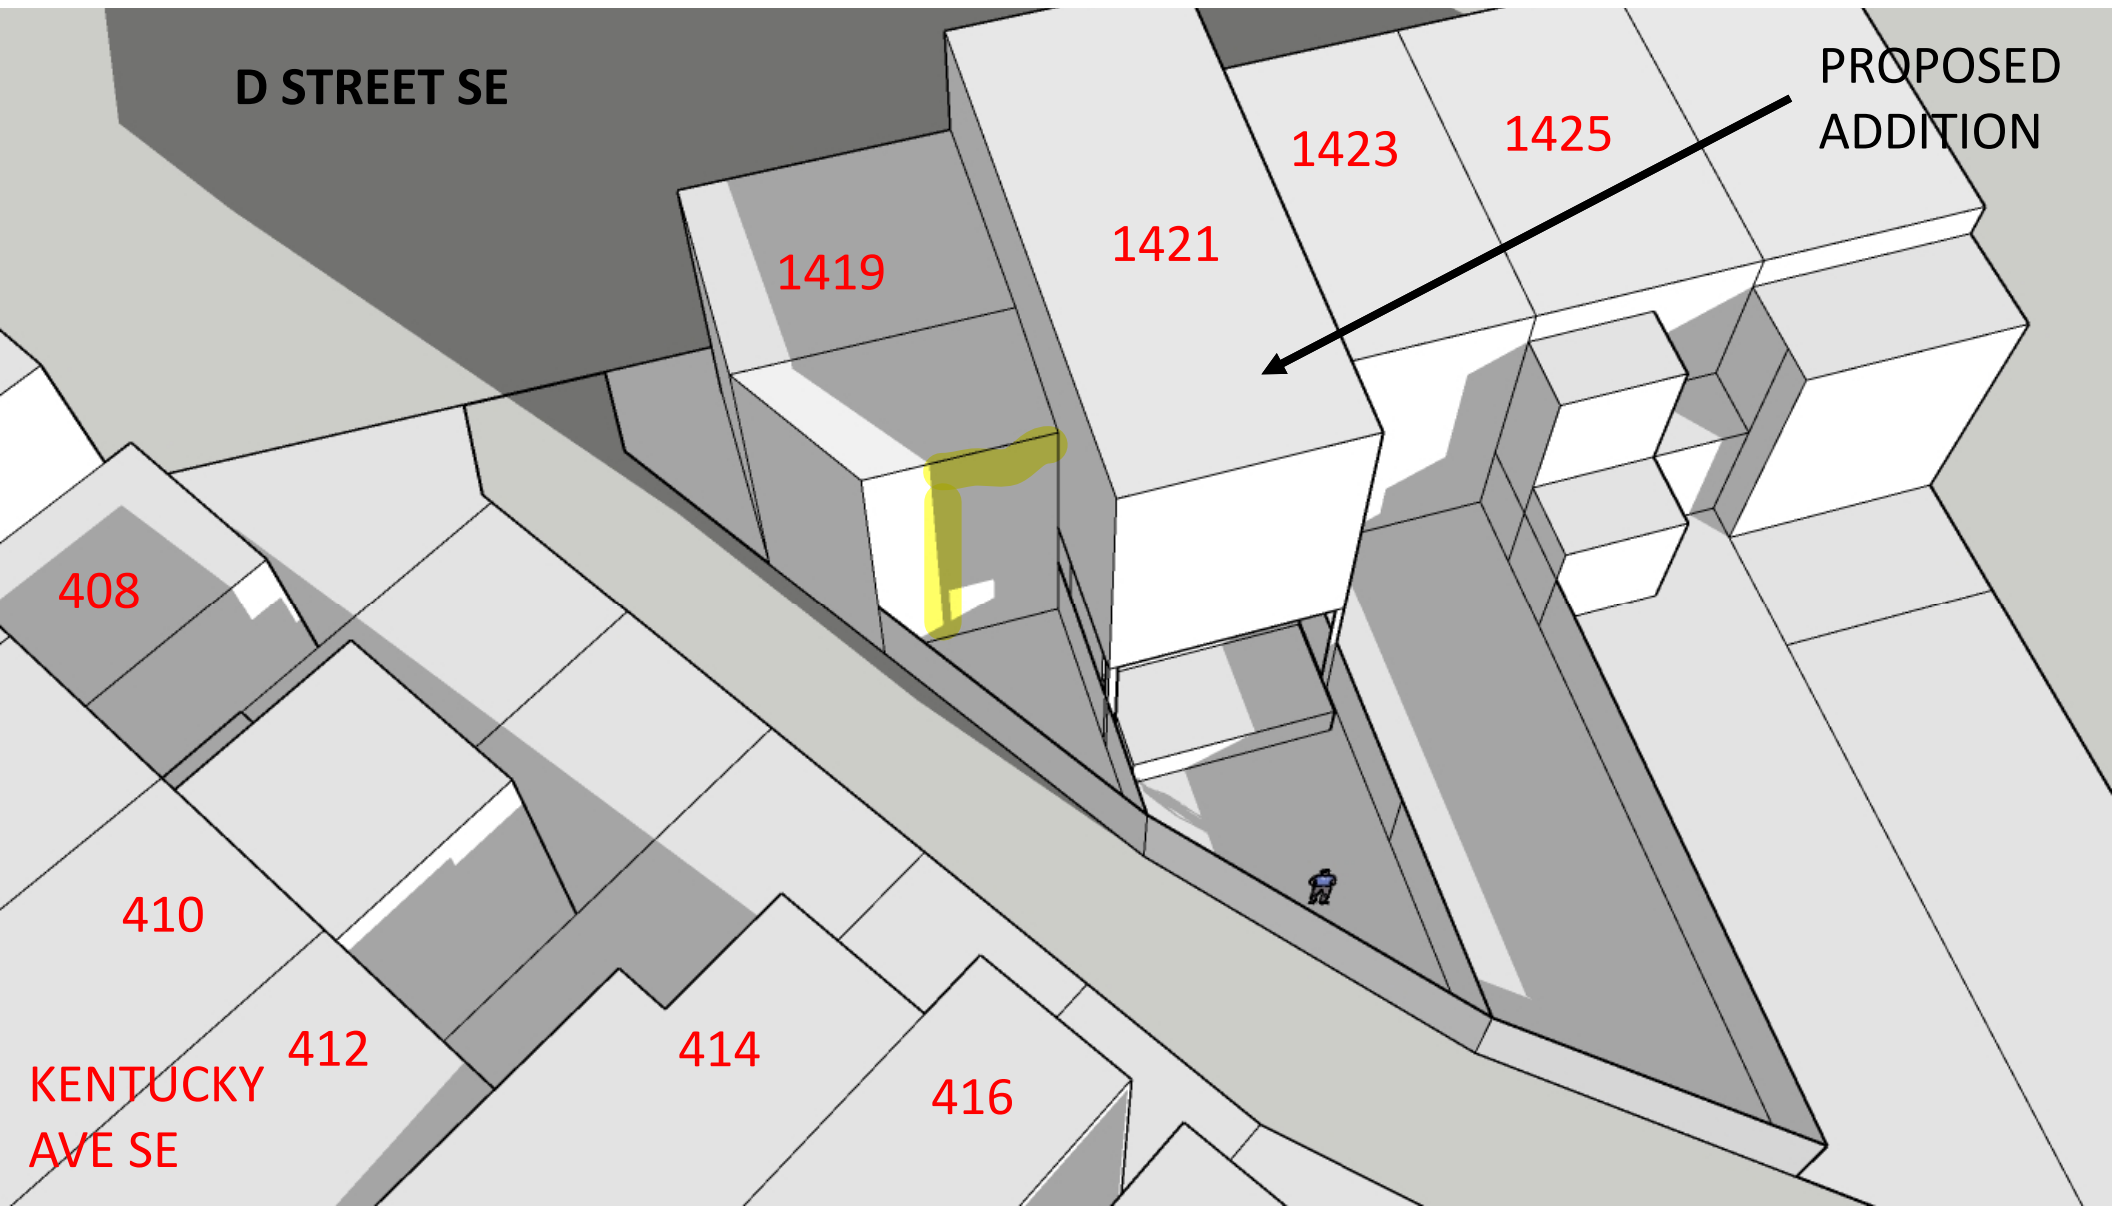 D STREET SE
PROPOSED
ADDITION
1423
1425
1421
1419
408
410
412
414
416
KENTUCKY
AVE SE